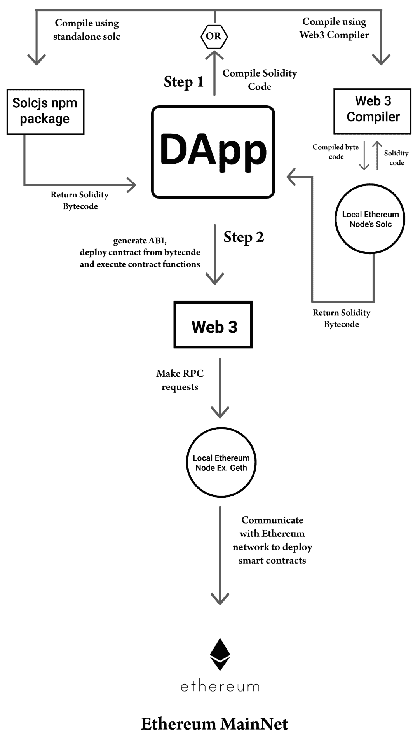 Compile using
standalone solc
OR
Compile using
Web3 Compiler
Step 1
Compile Solidity
Code
Solcjs npm
package
DApp
Web 3
Compiler
Compiled byte
code
Solidity
code
Return Solidity
Bytecode
Local Ethereum
Node's Solc
generate ABI,
deploy contract from bytecnde
and execute contract functions
Step 2
Return Solidity
Bytecode
Web 3
Make RPC
requests
Local Ethereum
Node Ex. Geth
Communicate
with Ethereum
network to deploy
smart contracts
ethereum
Ethereum MainNet